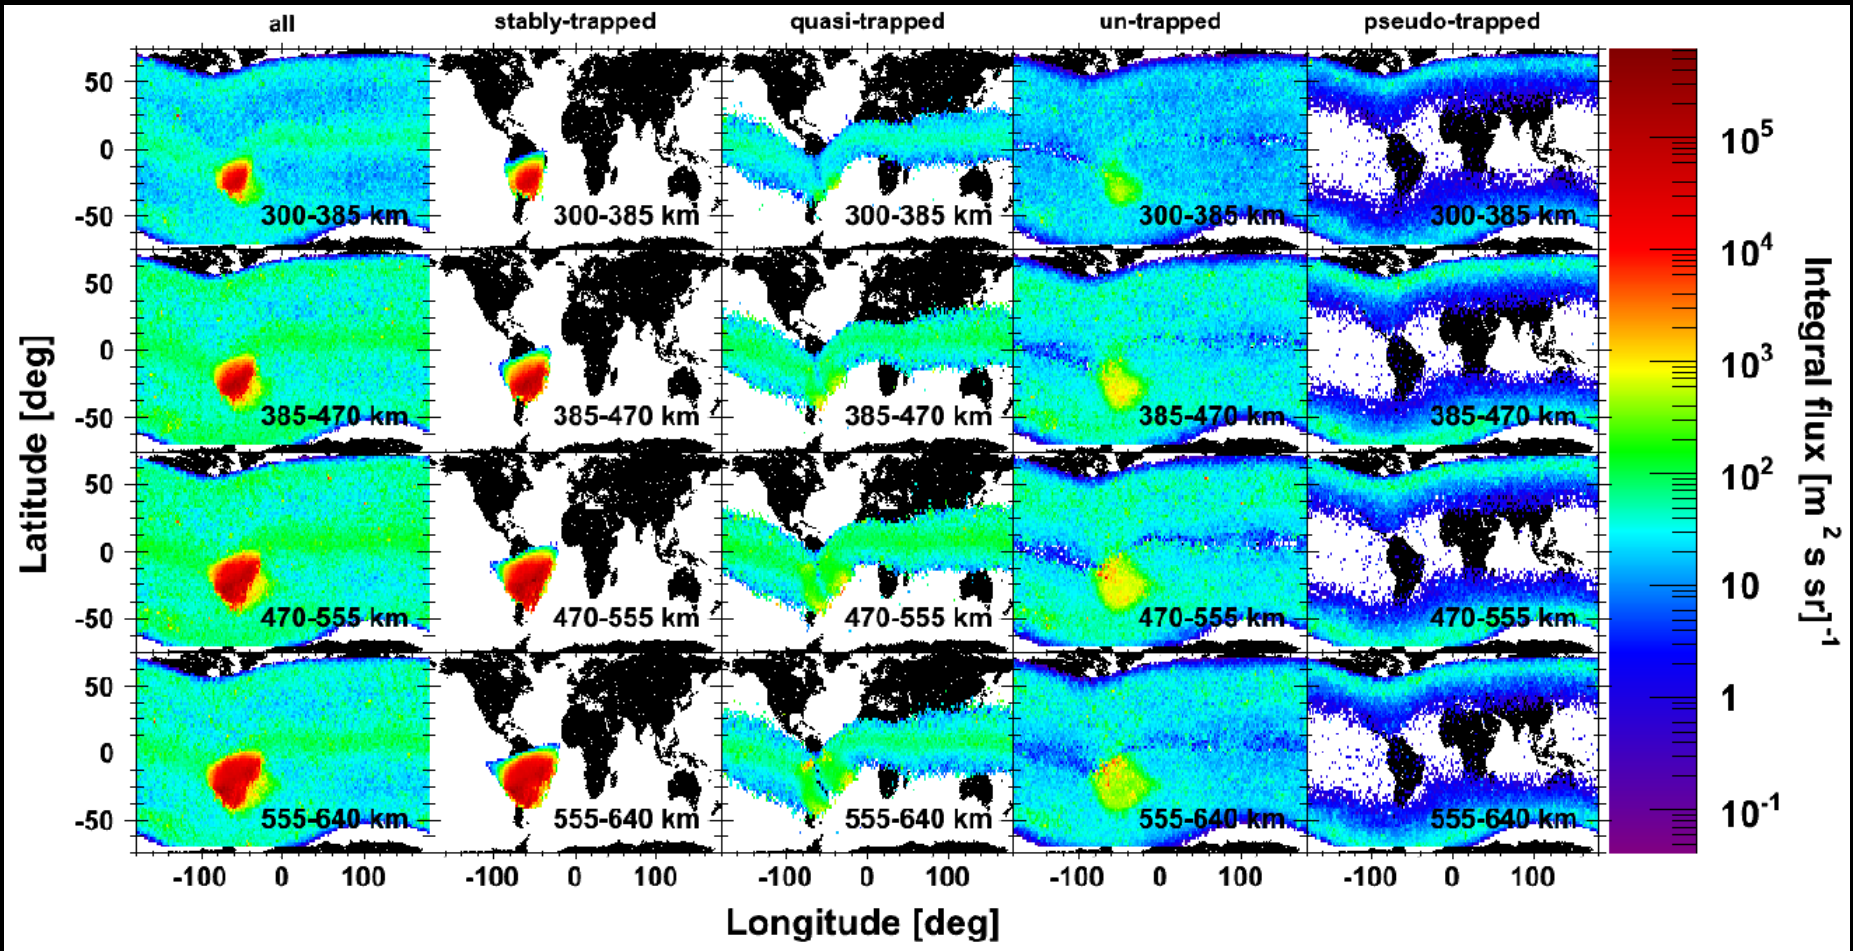 all stably-trapped quasi-trapped un-trapped pseudo-trapped
50
0
-50
300-385 km 300-385 km 300-385 km 300-385 km 300-385 km
50
0
-50
385-470 km 385-470 km 385-470 km 385-470 km 385-470 km
50
0
-50
470-555 km 470-555 km 470-555 km 470-555 km 470-555 km
50
0
-50
555-640 km 555-640 km 555-640 km 555-640 km 555-640 km
-100 0 100 -100 0 100 -100 0 100 -100 0 100 -100 0 100
Longitude [deg]
Latitude [deg]
10^5
10^4
10^3
10^2
10
1
10^-1
Integral flux [m^2 s sr]^-1